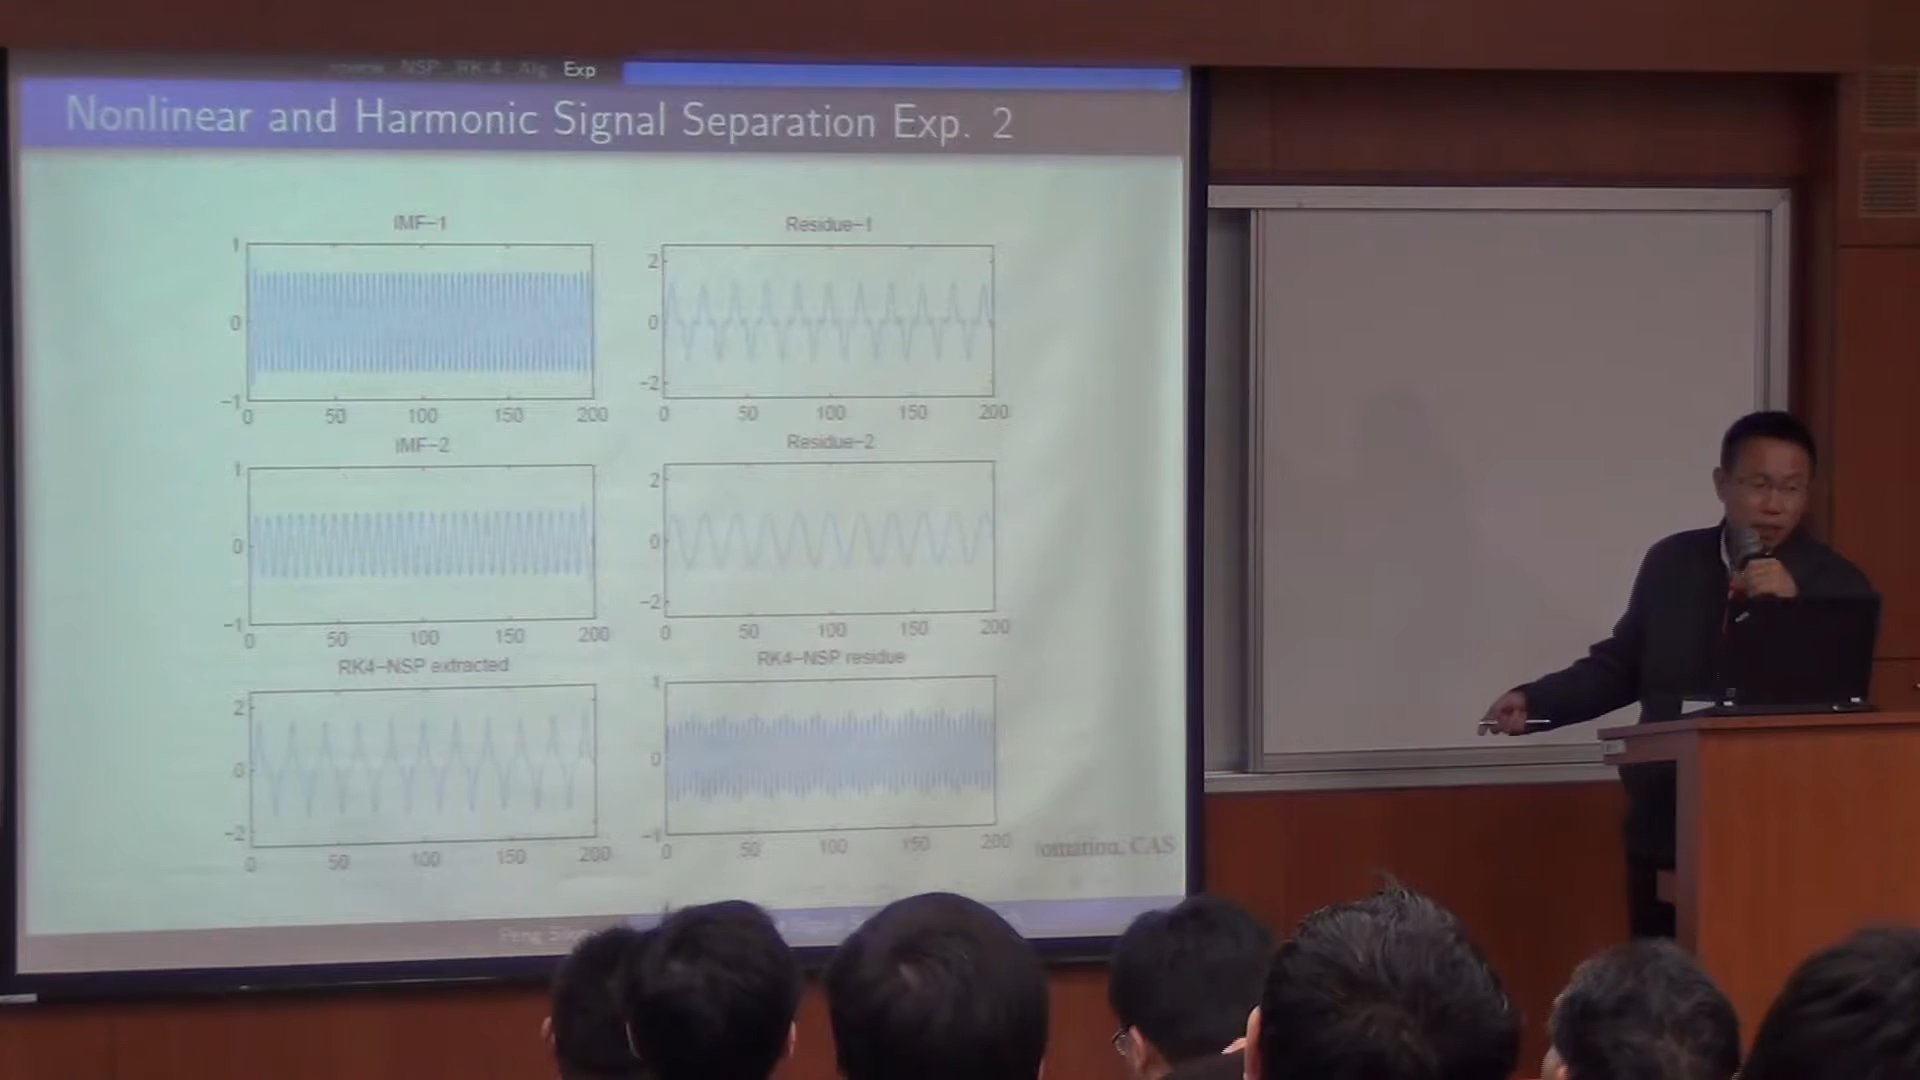 NSP RK4 Alg Exp
Nonlinear and Harmonic Signal Separation Exp. 2
IMF−1
1
0
−1
0 50 100 150 200
Residue−1
2
0
−2
0 50 100 150 200
IMF−2
1
0
−1
0 50 100 150 200
Residue−2
2
0
−2
0 50 100 150 200
RK4−NSP extracted
2
0
−2
0 50 100 150 200
RK4−NSP residue
1
0
−1
0 50 100 150 200
CAS
Peng